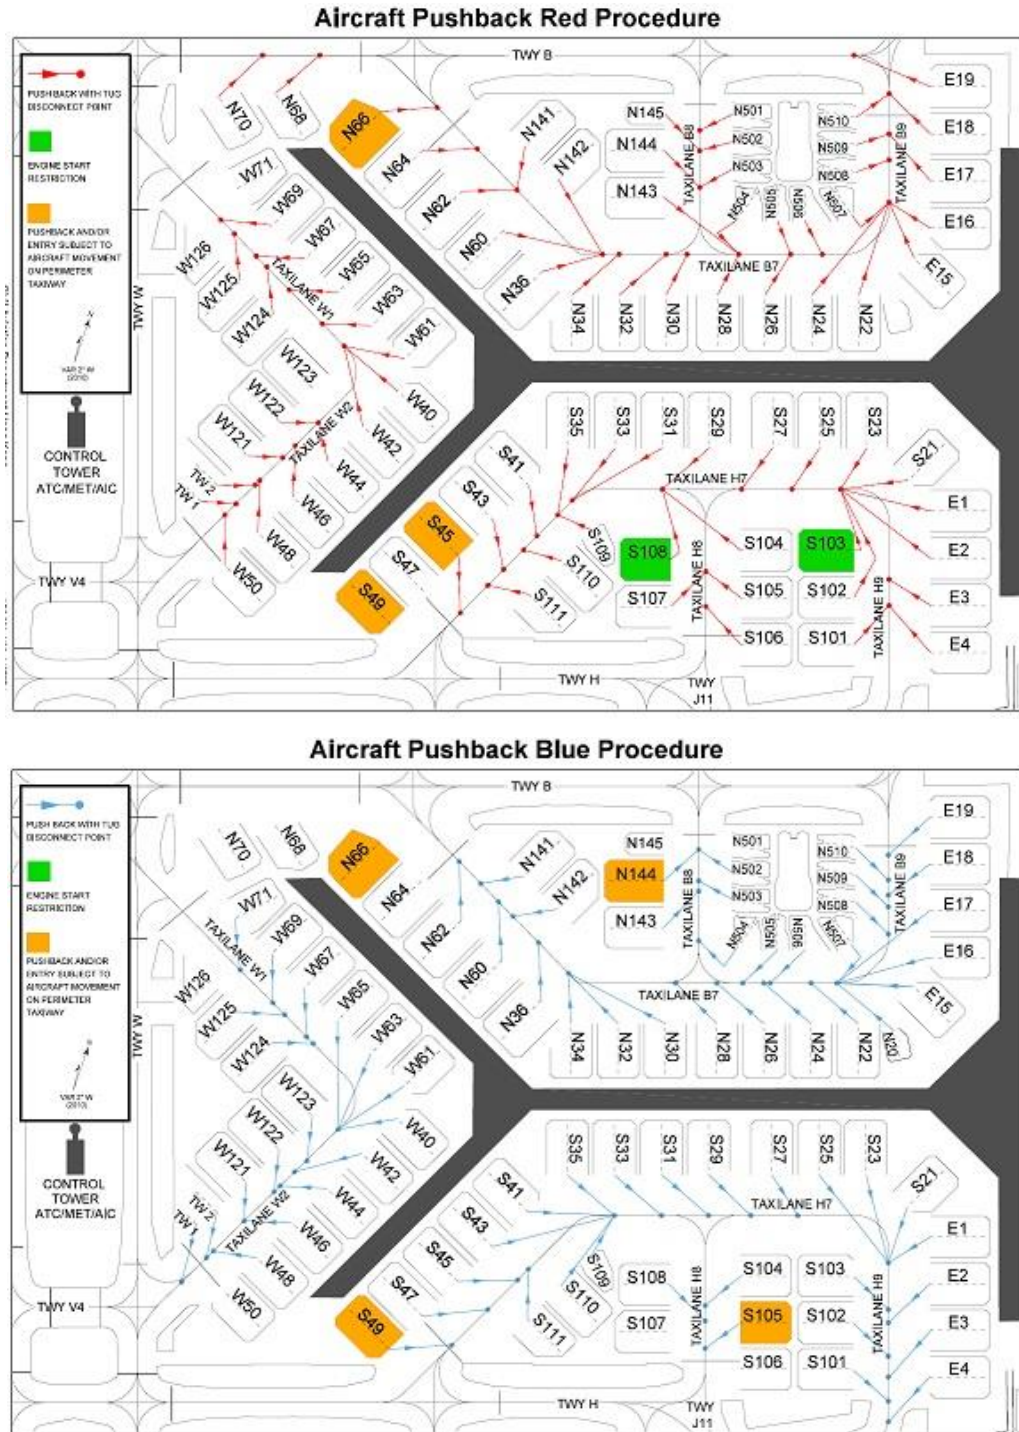 Aircraft Pushback Red Procedure
PUSHBACK WITH TUG
DISCONNECT POINT
ENGINE START
RESTRICTION
PUSHBACK AND/OR
ENTRY SUBJECT TO
AIRCRAFT MOVEMENT
ON PERIMETER
TAXIWAY
N
VAR 2° W
(2010)
CONTROL
TOWER
ATC/MET/AIC
TWY B
TWY W
TWY V4
TWY H
TWY
J11
TAXILANE B8
TAXILANE B9
TAXILANE B7
TAXILANE W1
TAXILANE W2
TAXILANE H7
TAXILANE H8
TAXILANE H9
TW 2
TW 1
N70
N68
N66
N64
N62
N60
N36
N141
N142
N145
N144
N143
N501
N502
N503
N504
N505
N506
N507
N508
N509
N510
E19
E18
E17
E16
E15
N34
N32
N30
N28
N26
N24
N22
W71
W69
W67
W65
W63
W61
W40
W42
W44
W46
W48
W50
W126
W125
W124
W123
W122
W121
S35
S33
S31
S29
S27
S25
S23
S21
S41
S43
S45
S47
S49
S109
S110
S111
S108
S107
S104
S105
S106
S103
S102
S101
E1
E2
E3
E4
Aircraft Pushback Blue Procedure
PUSH BACK WITH TUG
DISCONNECT POINT
ENGINE START
RESTRICTION
PUSHBACK AND/OR
ENTRY SUBJECT TO
AIRCRAFT MOVEMENT
ON PERIMETER
TAXIWAY
N
VAR 2° W
(2010)
CONTROL
TOWER
ATC/MET/AIC
TWY B
TWY W
TWY V4
TWY H
TWY
J11
TAXILANE B8
TAXILANE B9
TAXILANE B7
TAXILANE W1
TAXILANE W2
TAXILANE H7
TAXILANE H8
TAXILANE H9
TW 2
TW 1
N70
N68
N66
N64
N62
N60
N36
N141
N142
N145
N144
N143
N501
N502
N503
N504
N505
N506
N507
N508
N509
N510
E19
E18
E17
E16
E15
N34
N32
N30
N28
N26
N24
N22
N20
W71
W69
W67
W65
W63
W61
W40
W42
W44
W46
W48
W50
W126
W125
W124
W123
W122
W121
S35
S33
S31
S29
S27
S25
S23
S21
S41
S43
S45
S47
S49
S109
S110
S111
S108
S107
S104
S105
S106
S103
S102
S101
E1
E2
E3
E4